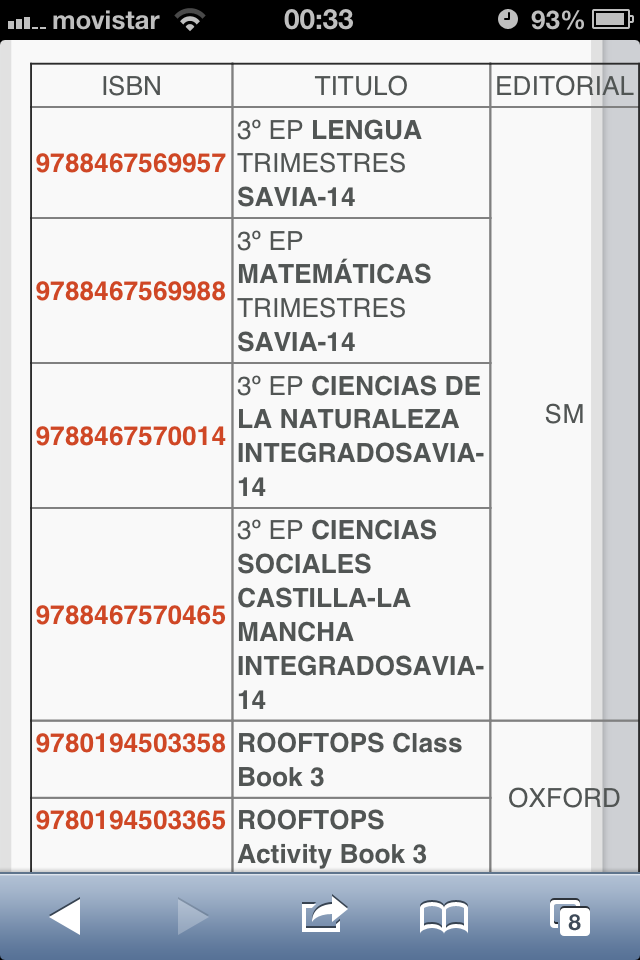 movistar 00:33 93%
ISBN TITULO EDITORIAL
9788467569957
3º EP LENGUA
TRIMESTRES
SAVIA-14
9788467569988
3º EP
MATEMÁTICAS
TRIMESTRES
SAVIA-14
9788467570014
3º EP CIENCIAS DE
LA NATURALEZA
INTEGRADOSAVIA-
14
9788467570465
3º EP CIENCIAS
SOCIALES
CASTILLA-LA
MANCHA
INTEGRADOSAVIA-
14
SM
9780194503358
ROOFTOPS Class
Book 3
9780194503365
ROOFTOPS
Activity Book 3
OXFORD
8